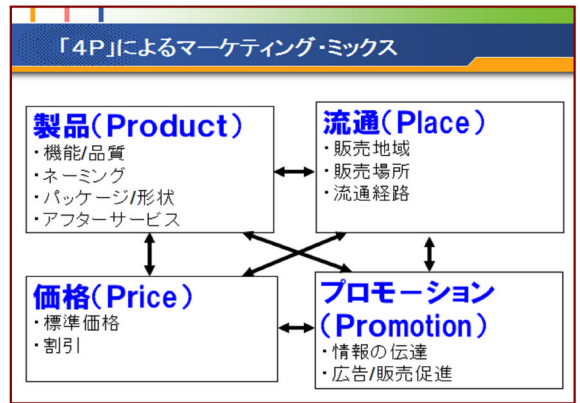 「4P」によるマーケティング・ミックス
製品(Product)
・機能/品質
・ネーミング
・パッケージ/形状
・アフターサービス
流通(Place)
・販売地域
・販売場所
・流通経路
価格(Price)
・標準価格
・割引
プロモーション
(Promotion)
・情報の伝達
・広告/販売促進